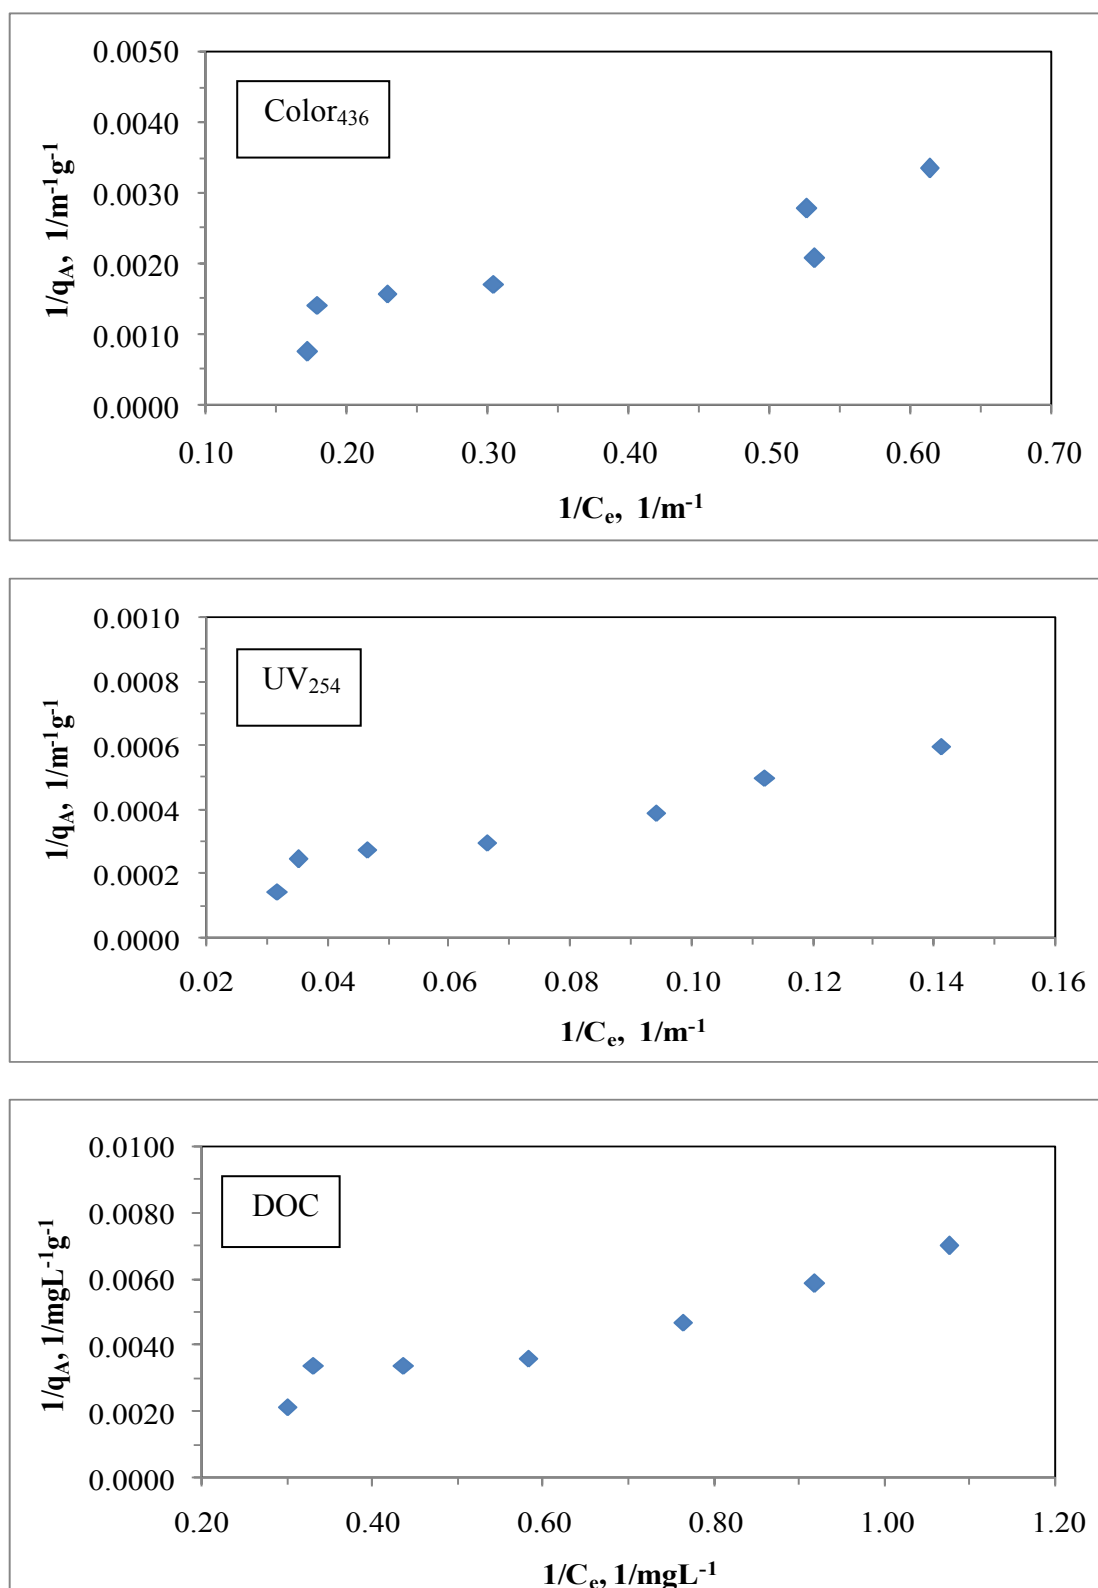 0.0050
Color₄₃₆
0.0040
0.0030
0.0020
0.0010
0.0000
1/q_A, 1/m⁻¹g⁻¹
0.10 0.20 0.30 0.40 0.50 0.60 0.70
1/Cₑ, 1/m⁻¹
0.0010
UV₂₅₄
0.0008
0.0006
0.0004
0.0002
0.0000
1/q_A, 1/m⁻¹g⁻¹
0.02 0.04 0.06 0.08 0.10 0.12 0.14 0.16
1/Cₑ, 1/m⁻¹
0.0100
DOC
0.0080
0.0060
0.0040
0.0020
0.0000
1/q_A, 1/mgL⁻¹g⁻¹
0.20 0.40 0.60 0.80 1.00 1.20
1/Cₑ, 1/mgL⁻¹